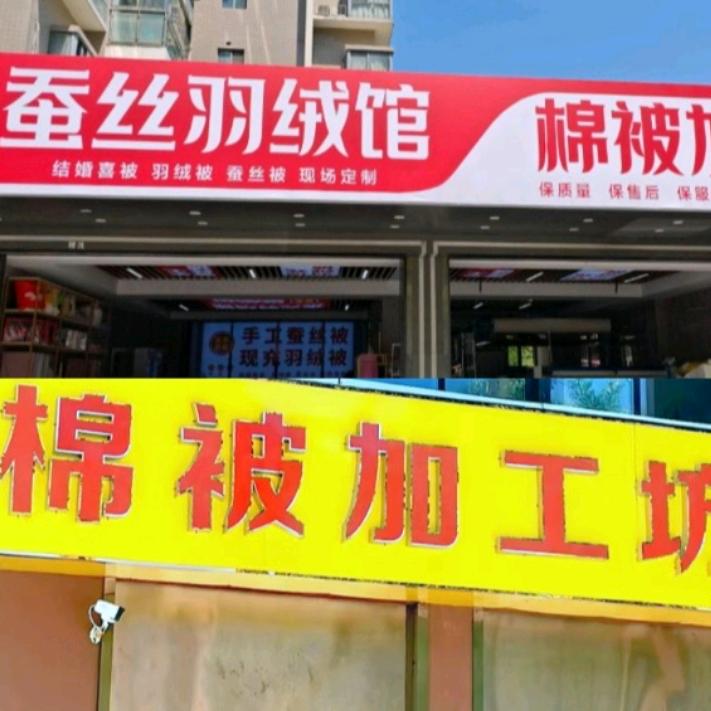 蚕丝羽绒馆
结婚喜被 羽绒被 蚕丝被 现场定制
棉被加
保质量 保售后 保服
手工蚕丝被
现充羽绒被
棉被加工坊